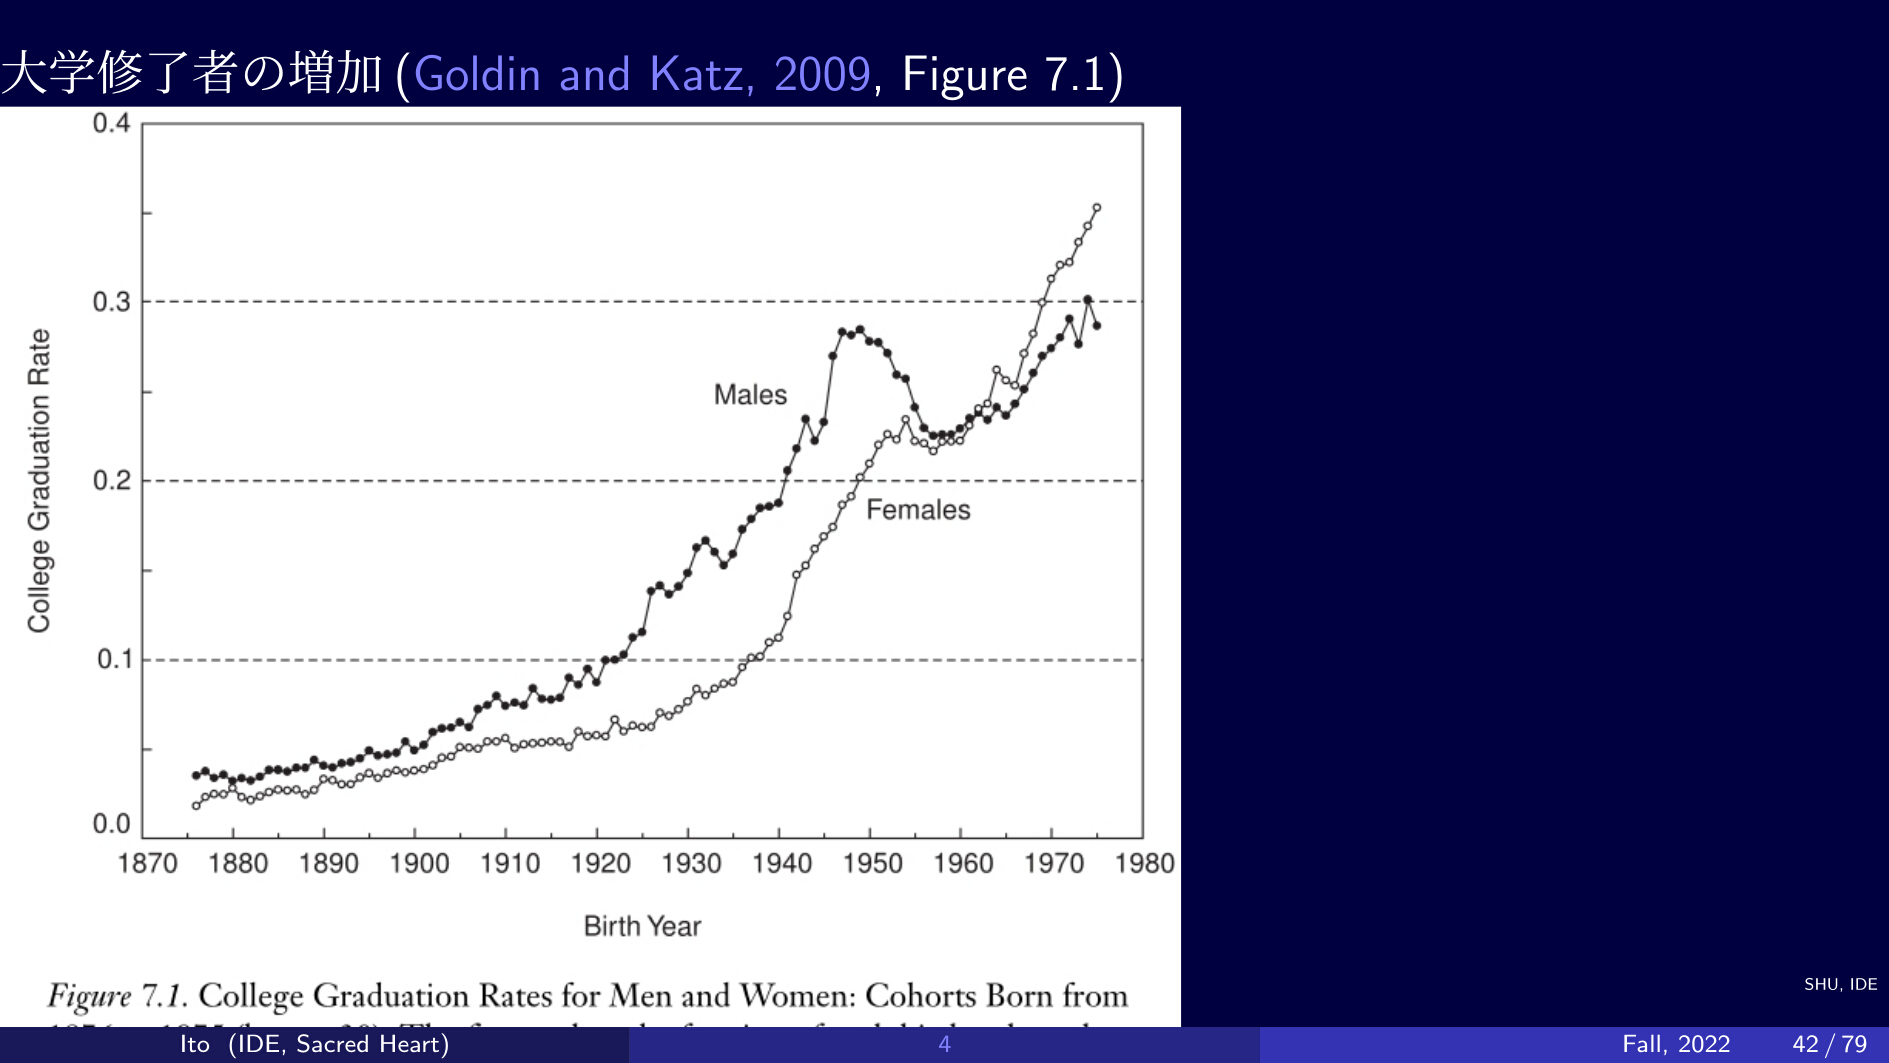 大学修了者の増加 (Goldin and Katz, 2009, Figure 7.1)
0.4
0.3
0.2
0.1
0.0
College Graduation Rate
Males
Females
1870 1880 1890 1900 1910 1920 1930 1940 1950 1960 1970 1980
Birth Year
Figure 7.1. College Graduation Rates for Men and Women: Cohorts Born from
SHU, IDE
Ito (IDE, Sacred Heart) 4 Fall, 2022 42 / 79